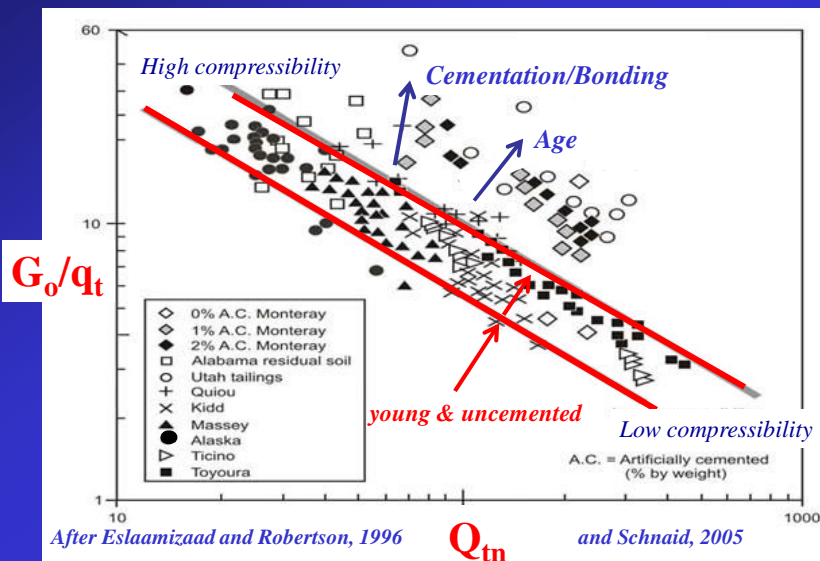 60
High compressibility
Cementation/Bonding
Age
10
Go/qt
0% A.C. Monteray
1% A.C. Monteray
2% A.C. Monteray
Alabama residual soil
Utah tailings
Quiou
Kidd
Massey
Alaska
Ticino
Toyoura
young & uncemented
Low compressibility
A.C. = Artificially cemented
(% by weight)
1
10
1000
After Eslaamizaad and Robertson, 1996
Qtn
and Schnaid, 2005